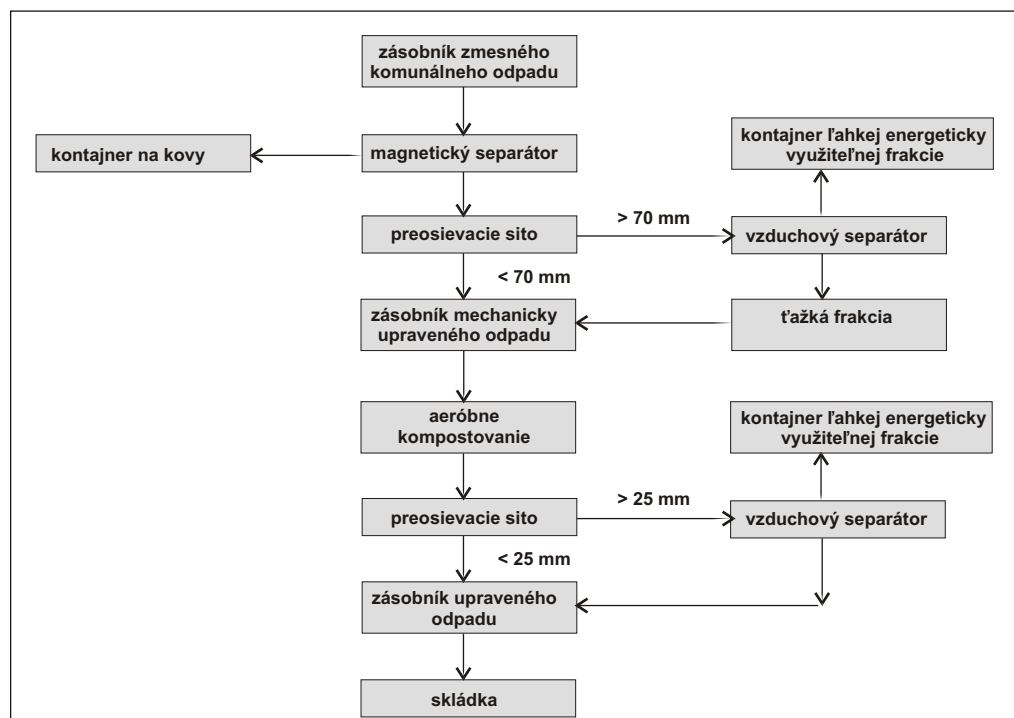 zásobník zmesného
komunálneho odpadu
kontajner na kovy
magnetický separátor
kontajner ľahkej energeticky
využiteľnej frakcie
preosievacie sito
> 70 mm
vzduchový separátor
< 70 mm
zásobník mechanicky
upraveného odpadu
ťažká frakcia
aeróbne
kompostovanie
kontajner ľahkej energeticky
využiteľnej frakcie
preosievacie sito
> 25 mm
vzduchový separátor
< 25 mm
zásobník upraveného
odpadu
skládka